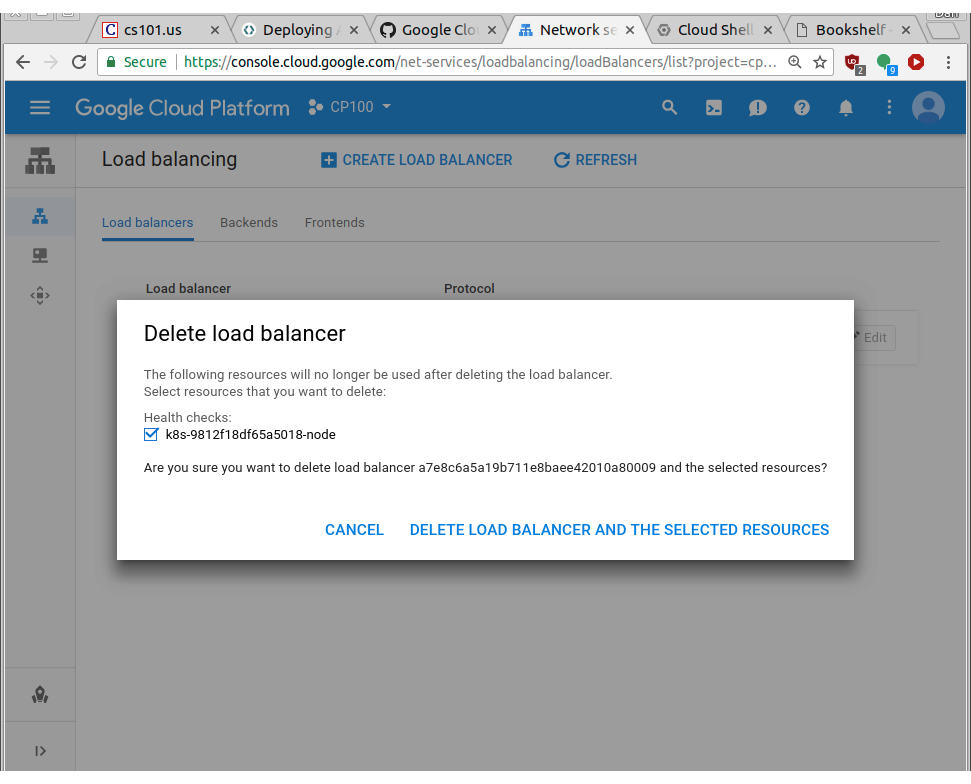 Dan
cs101.us
Deploying A
Google Clo
Network se
Cloud Shell
Bookshelf
Secure
https://console.cloud.google.com/net-services/loadbalancing/loadBalancers/list?project=cp...
2
9
Google Cloud Platform
CP100
Load balancing
CREATE LOAD BALANCER
REFRESH
Load balancers
Backends
Frontends
Load balancer
Protocol
Edit
Delete load balancer
The following resources will no longer be used after deleting the load balancer.
Select resources that you want to delete:
Health checks:
k8s-9812f18df65a5018-node
Are you sure you want to delete load balancer a7e8c6a5a19b711e8baee42010a80009 and the selected resources?
CANCEL
DELETE LOAD BALANCER AND THE SELECTED RESOURCES